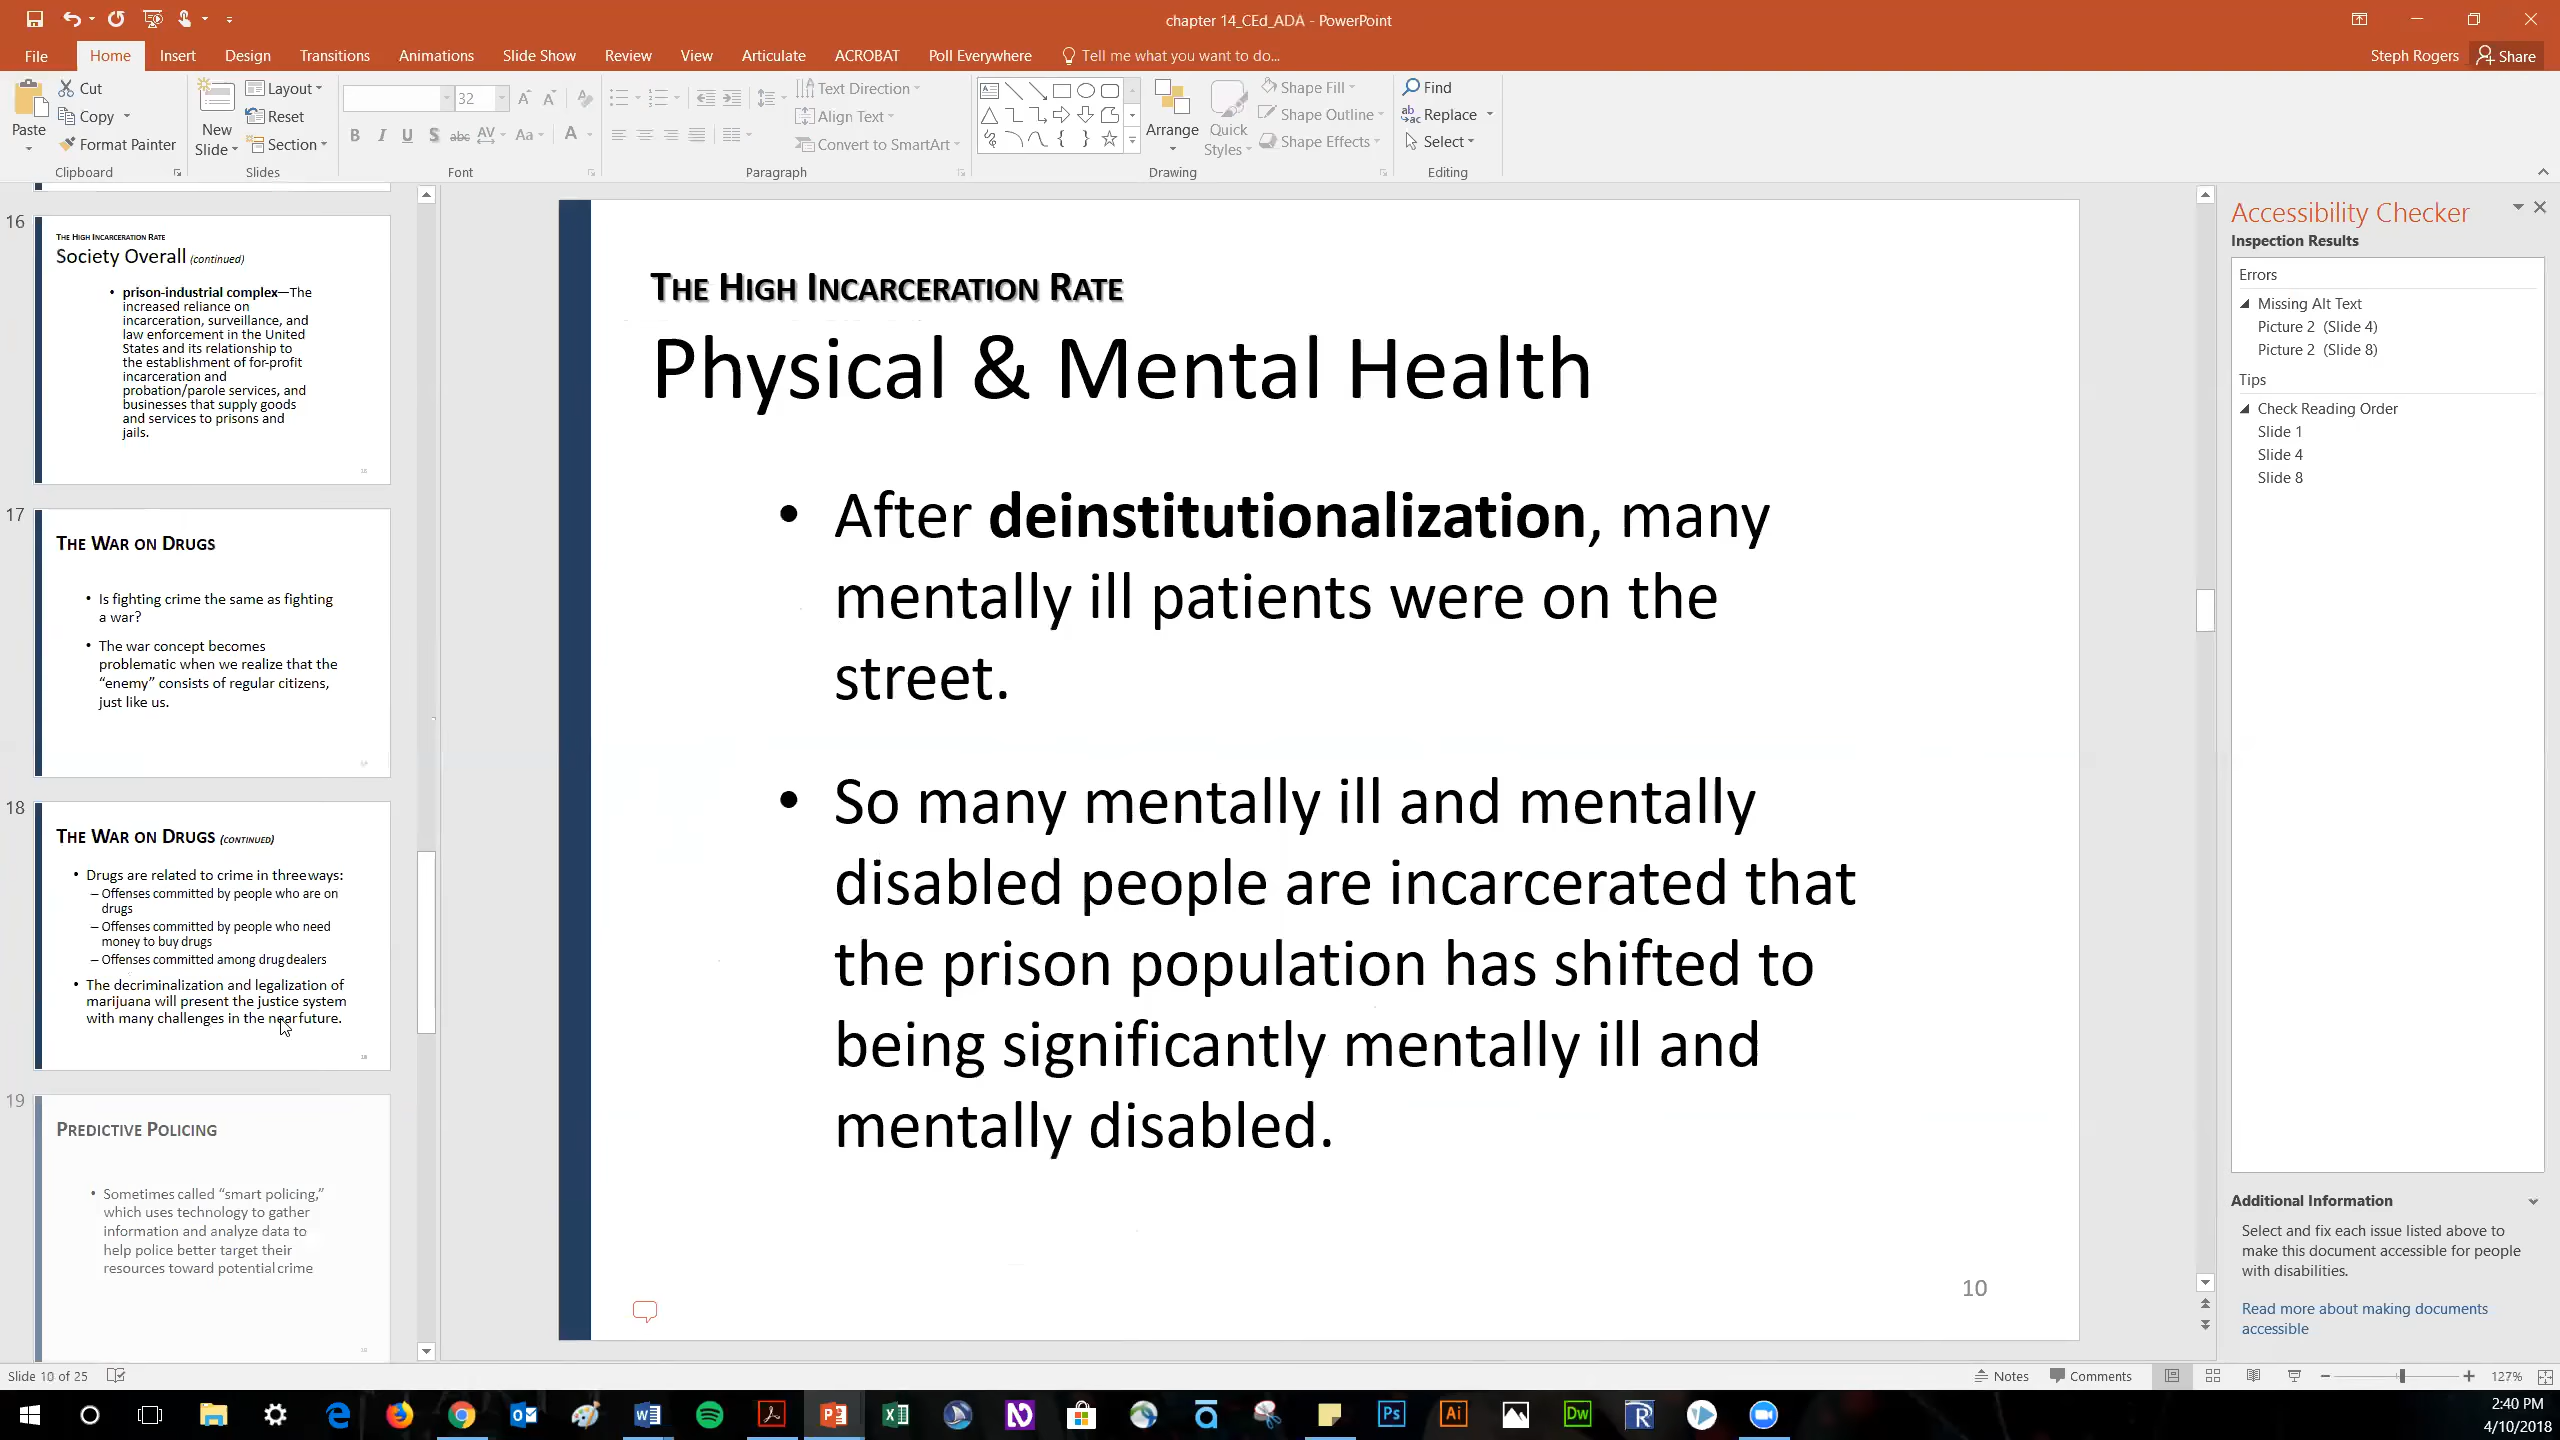 chapter 14_CEd_ADA - PowerPoint
File Home Insert Design Transitions Animations Slide Show Review View Articulate ACROBAT Poll Everywhere Tell me what you want to do... Steph Rogers Share
Paste
Cut
Copy
Format Painter
Clipboard
New
Slide
Layout
Reset
Section
Slides
32
B I U S abc AV Aa A
Font
Text Direction
Align Text
Convert to SmartArt
Paragraph
Arrange
Quick
Styles
Shape Fill
Shape Outline
Shape Effects
Drawing
Find
Replace
Select
Editing
16
The High Incarceration Rate
Society Overall (continued)
• prison-industrial complex—The
increased reliance on
incarceration, surveillance, and
law enforcement in the United
States and its relationship to
the establishment of for-profit
incarceration and
probation/parole services, and
businesses that supply goods
and services to prisons and
jails.
17
The War on Drugs
• Is fighting crime the same as fighting
a war?
• The war concept becomes
problematic when we realize that the
“enemy” consists of regular citizens,
just like us.
18
The War on Drugs (continued)
• Drugs are related to crime in threeways:
– Offenses committed by people who are on
drugs
– Offenses committed by people who need
money to buy drugs
– Offenses committed among drug dealers
• The decriminalization and legalization of
marijuana will present the justice system
with many challenges in the nearfuture.
18
19
Predictive Policing
• Sometimes called “smart policing,”
which uses technology to gather
information and analyze data to
help police better target their
resources toward potential crime
The High Incarceration Rate
Physical & Mental Health
• After deinstitutionalization, many
mentally ill patients were on the
street.
• So many mentally ill and mentally
disabled people are incarcerated that
the prison population has shifted to
being significantly mentally ill and
mentally disabled.
10
Accessibility Checker
Inspection Results
Errors
Missing Alt Text
Picture 2 (Slide 4)
Picture 2 (Slide 8)
Tips
Check Reading Order
Slide 1
Slide 4
Slide 8
Additional Information
Select and fix each issue listed above to
make this document accessible for people
with disabilities.
Read more about making documents
accessible
Slide 10 of 25
Notes Comments 127%
2:40 PM
4/10/2018